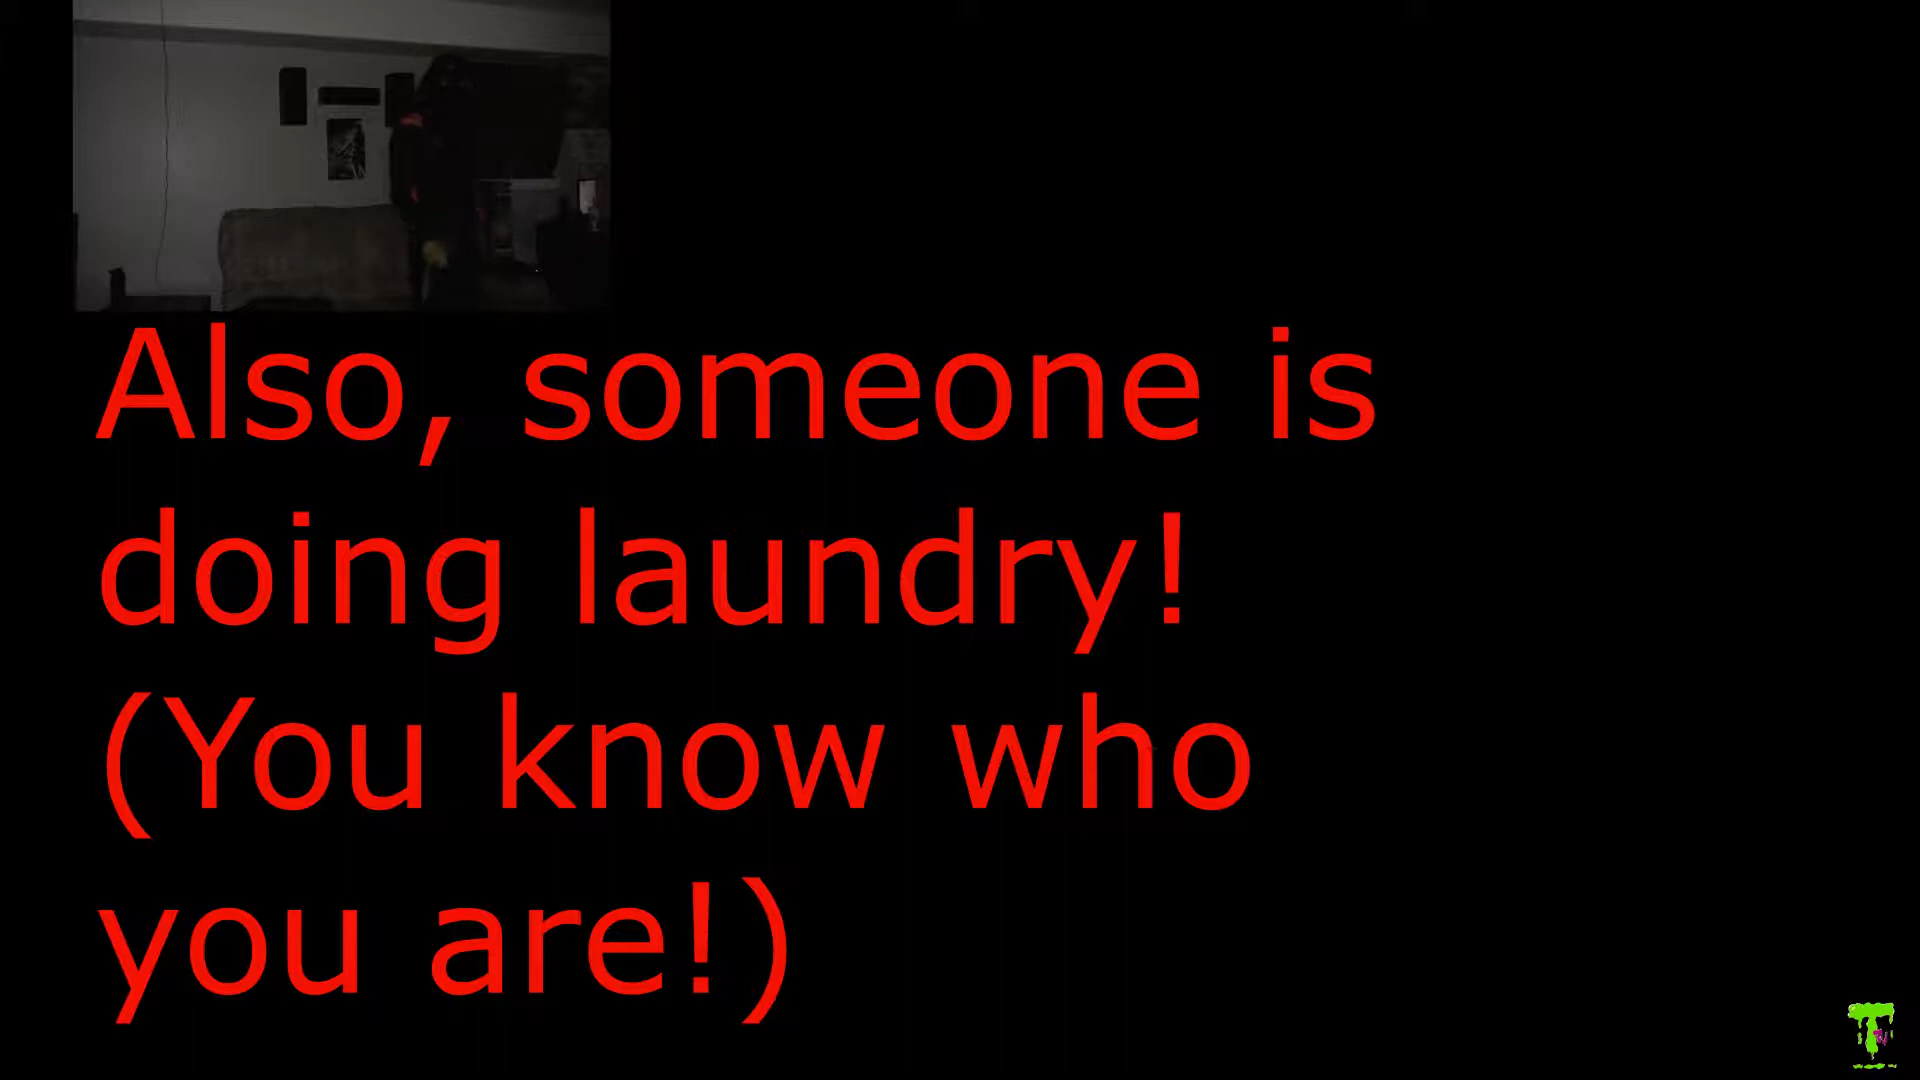 Also, someone is
doing laundry!
(You know who
you are!)
T